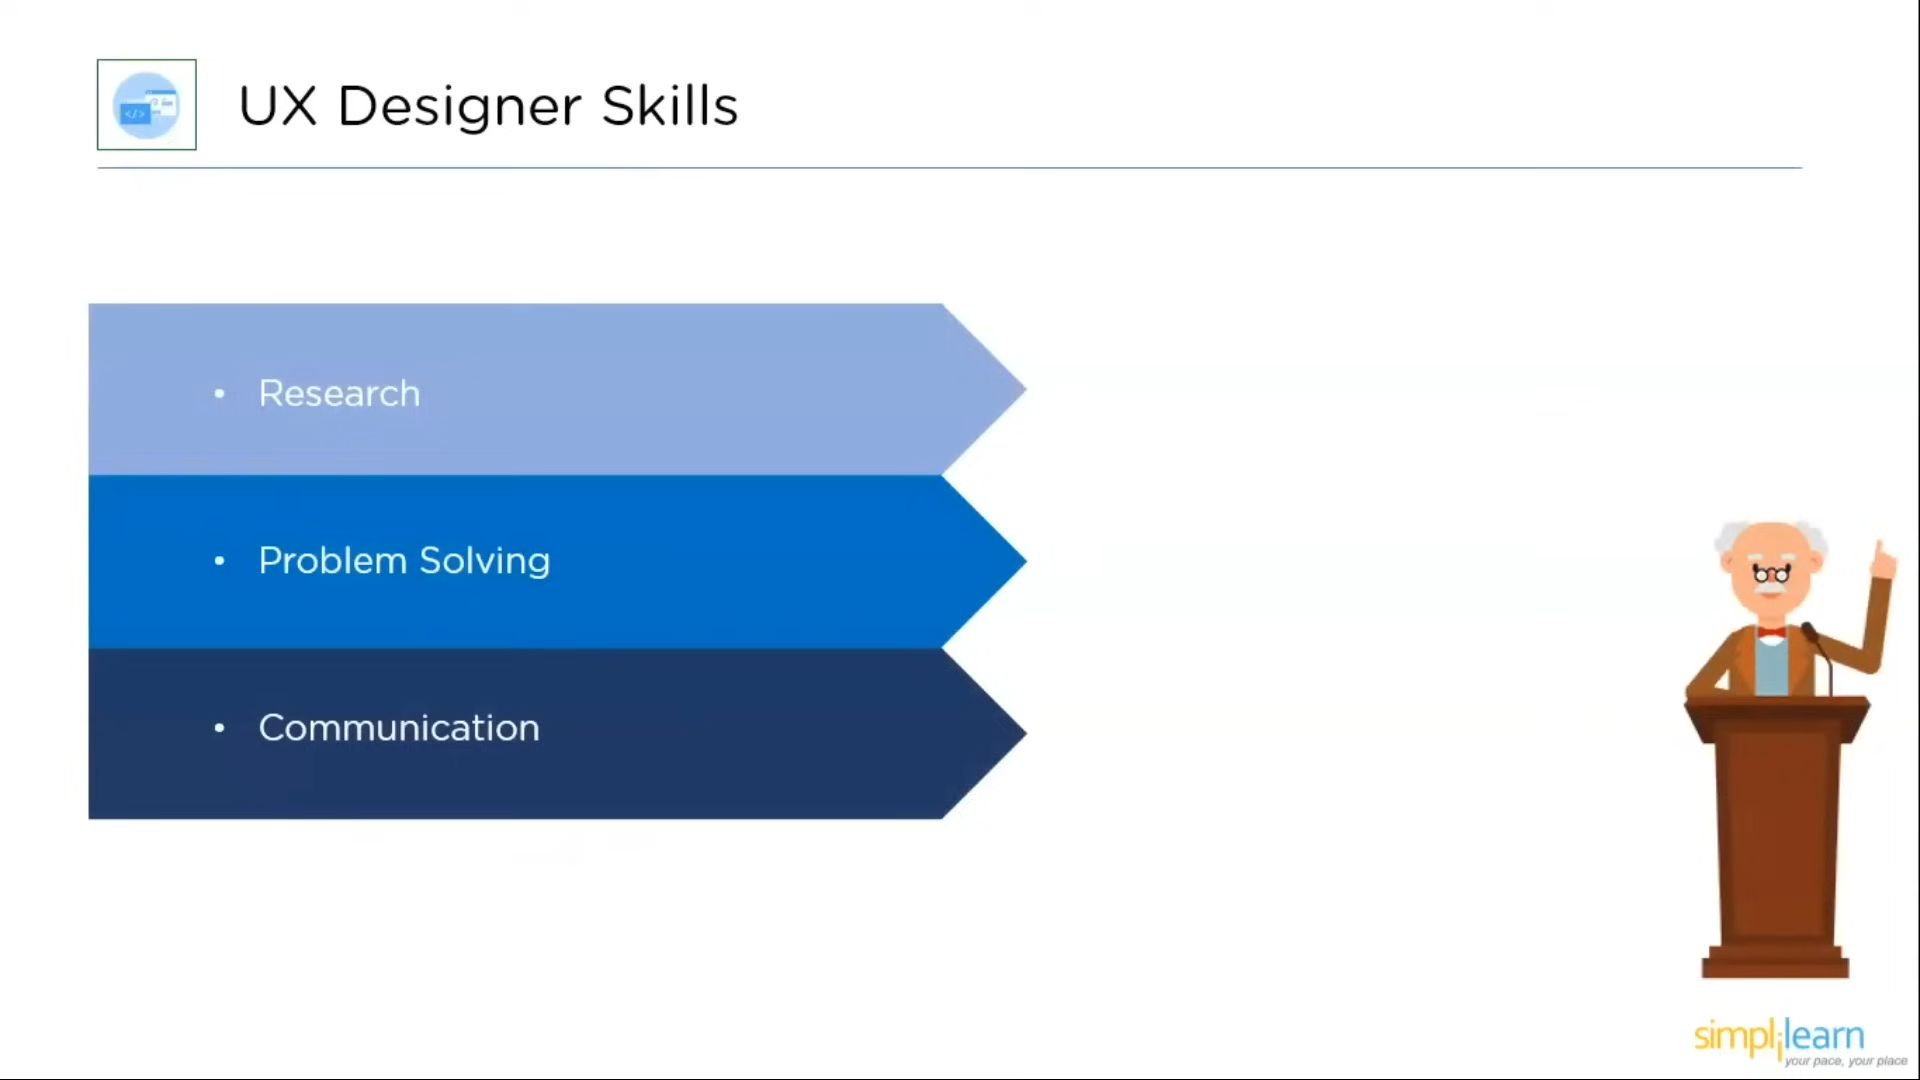 UX Designer Skills
• Research
• Problem Solving
• Communication
simplilearn
your pace, your place